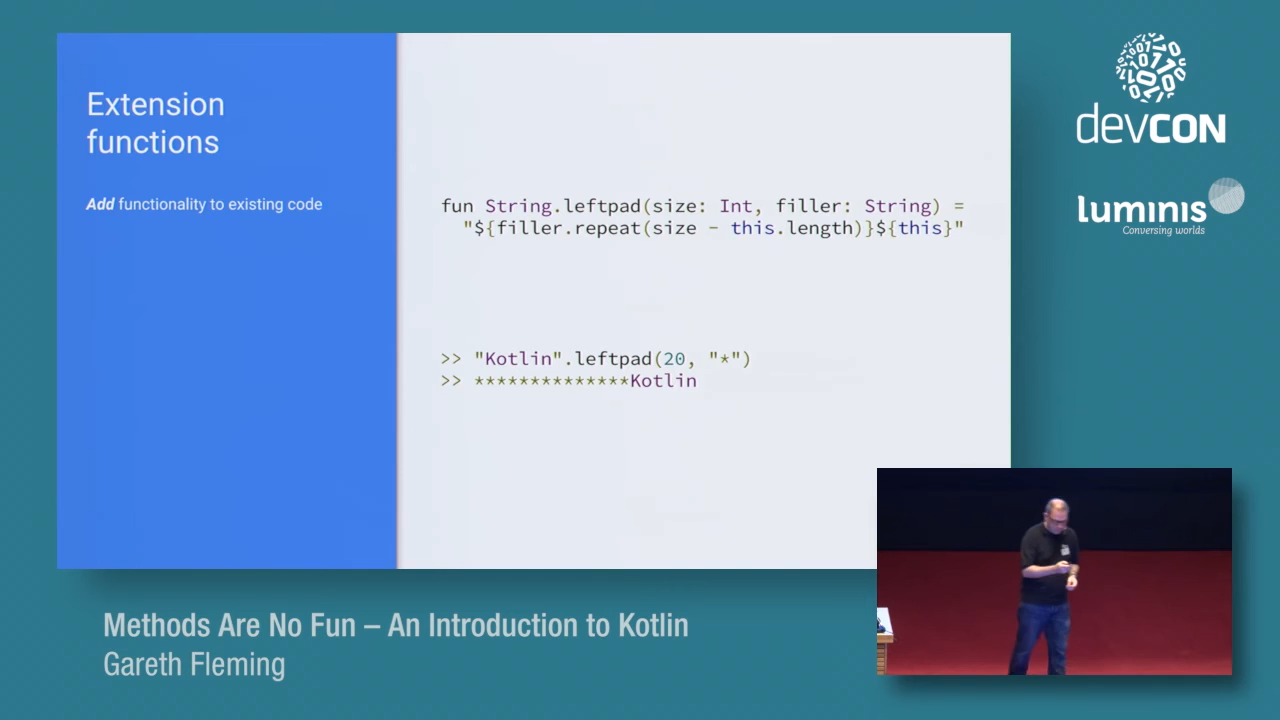 Extension
functions
Add functionality to existing code
fun String.leftpad(size: Int, filler: String) =
"${filler.repeat(size - this.length)}${this}"
>> "Kotlin".leftpad(20, "*")
>> **************Kotlin
devCON
luminis
Conversing worlds
Methods Are No Fun – An Introduction to Kotlin
Gareth Fleming